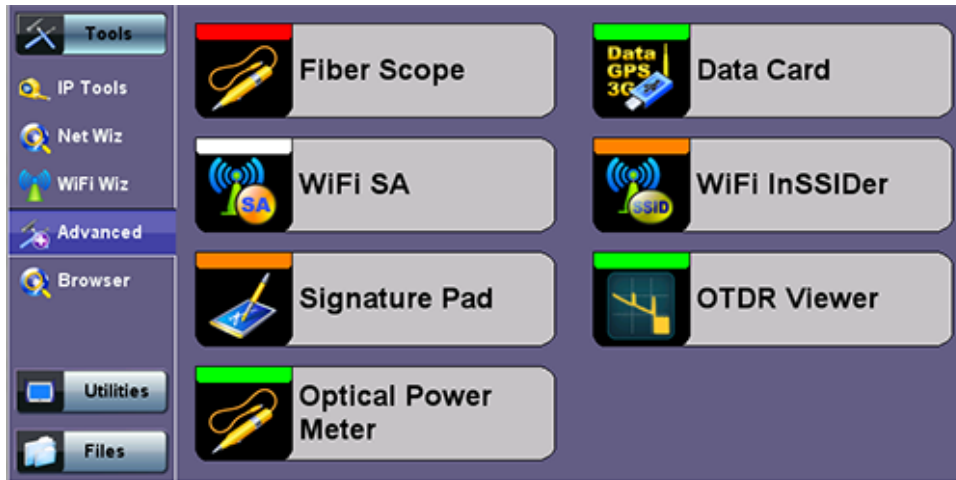 Tools
IP Tools
Net Wiz
WiFi Wiz
Advanced
Browser
Utilities
Files
Fiber Scope
Data
GPS
3G
Data Card
SA
WiFi SA
SSID
WiFi InSSIDer
Signature Pad
OTDR Viewer
Optical Power
Meter